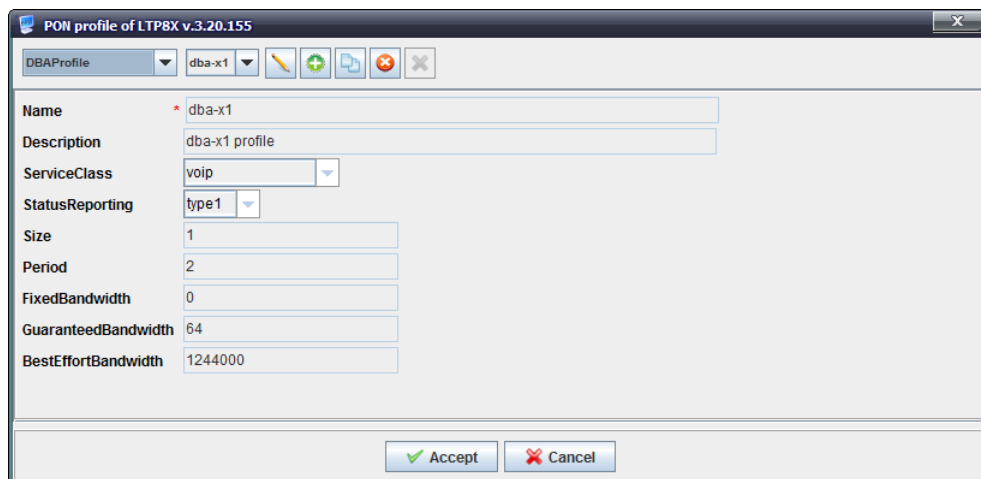 PON profile of LTP8X v.3.20.155
DBAProfile dba-x1
Name * dba-x1
Description dba-x1 profile
ServiceClass voip
StatusReporting type1
Size 1
Period 2
FixedBandwidth 0
GuaranteedBandwidth 64
BestEffortBandwidth 1244000
Accept Cancel